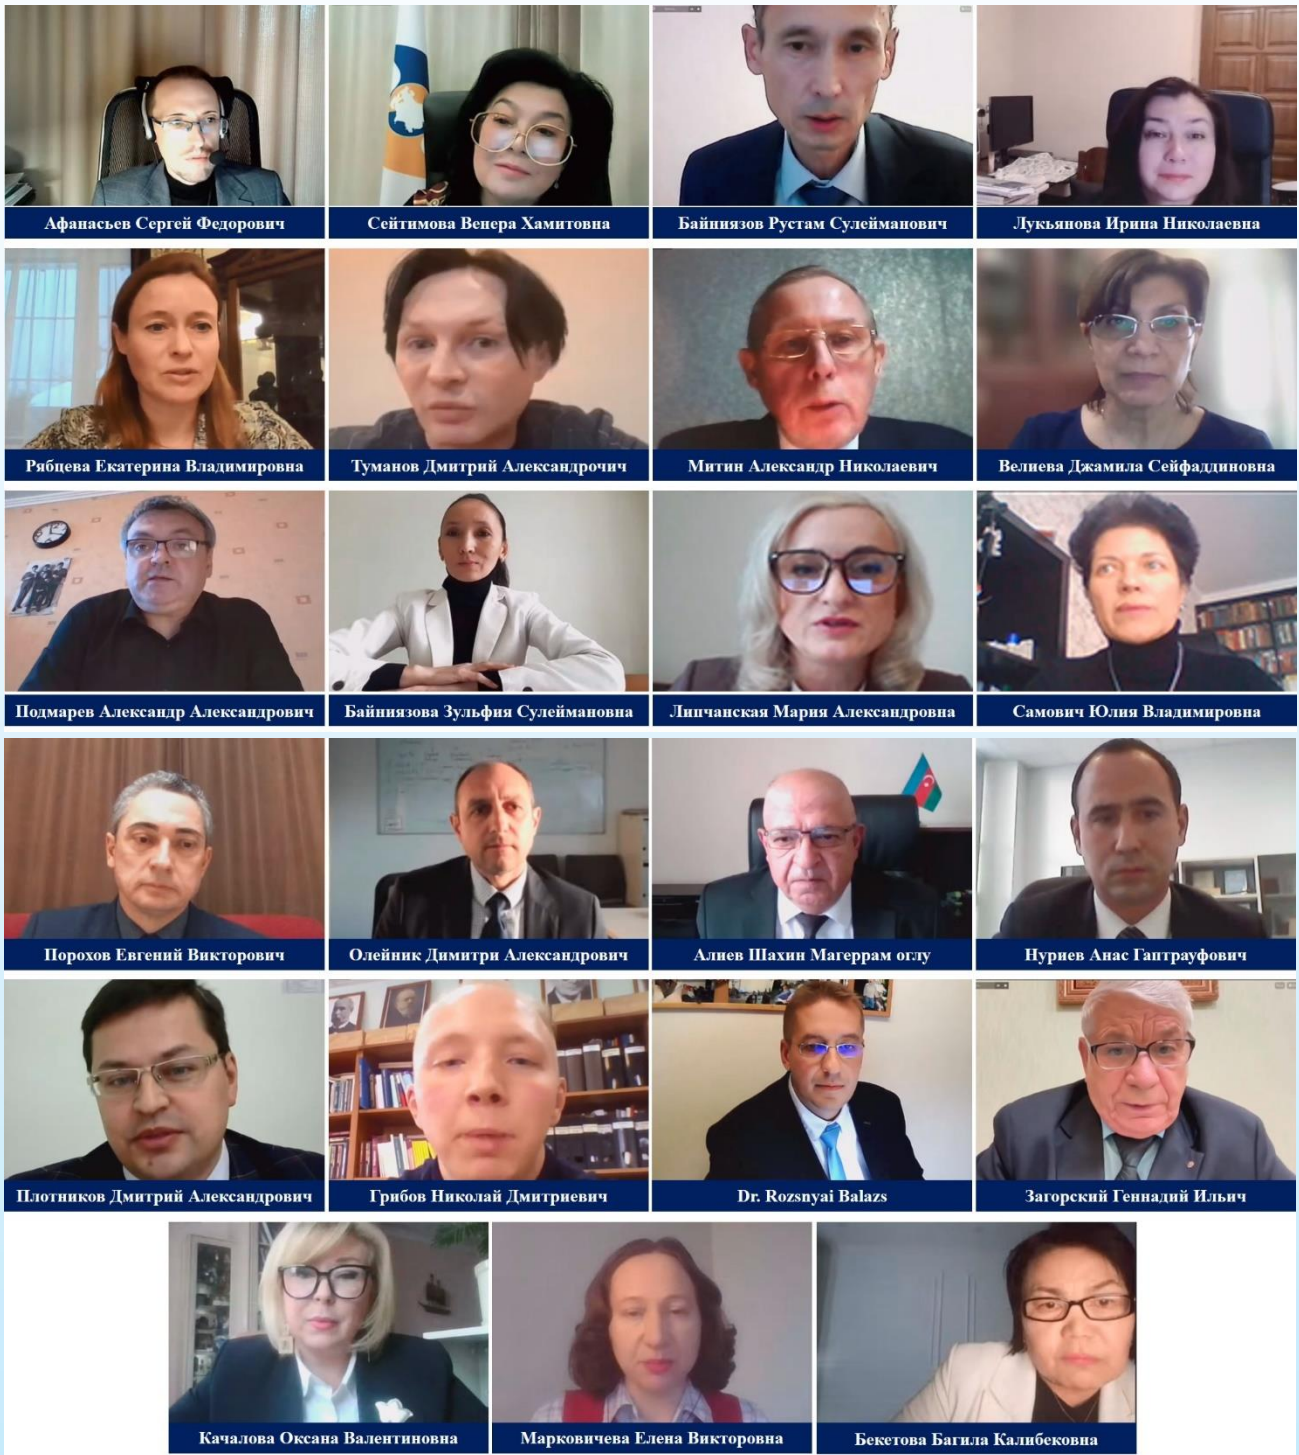 Афанасьев Сергей Федорович
Сейтимова Венера Хамитовна
Байниязов Рустам Сулейманович
Лукьянова Ирина Николаевна
Рябцева Екатерина Владимировна
Туманов Дмитрий Александрочич
Митин Александр Николаевич
Велиева Джамила Сейфаддиновна
Подмарев Александр Александрович
Байниязова Зульфия Сулеймановна
Липчанская Мария Александровна
Самович Юлия Владимировна
Порохов Евгений Викторович
Олейник Димитри Александрович
Алиев Шахин Магеррам оглу
Нуриев Анас Гаптрауфович
Плотников Дмитрий Александрович
Грибов Николай Дмитриевич
Dr. Rozsnyai Balazs
Загорский Геннадий Ильич
Качалова Оксана Валентиновна
Марковичева Елена Викторовна
Бекетова Багила Калибековна